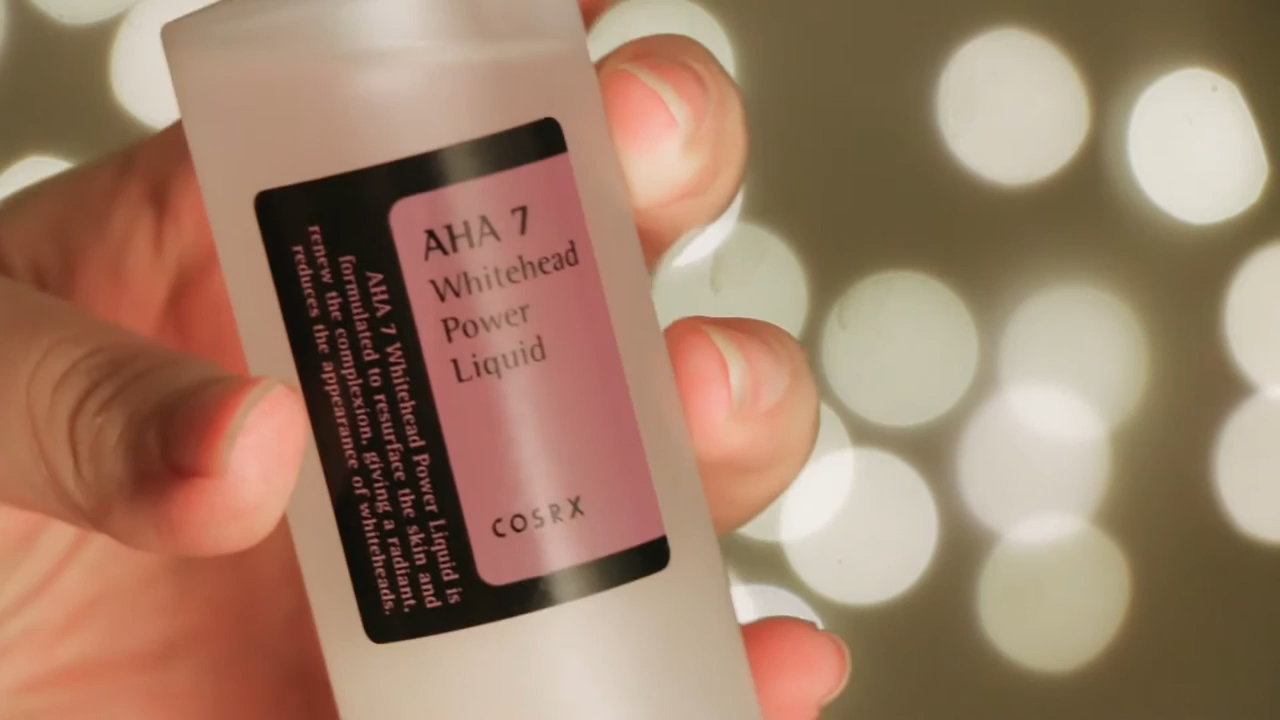 AHA 7
Whitehead
Power
Liquid
COSRX
AHA 7 Whitehead Power Liquid is
formulated to resurface the skin and
renew the complexion, giving a radiant.
reduces the appearance of whiteheads.